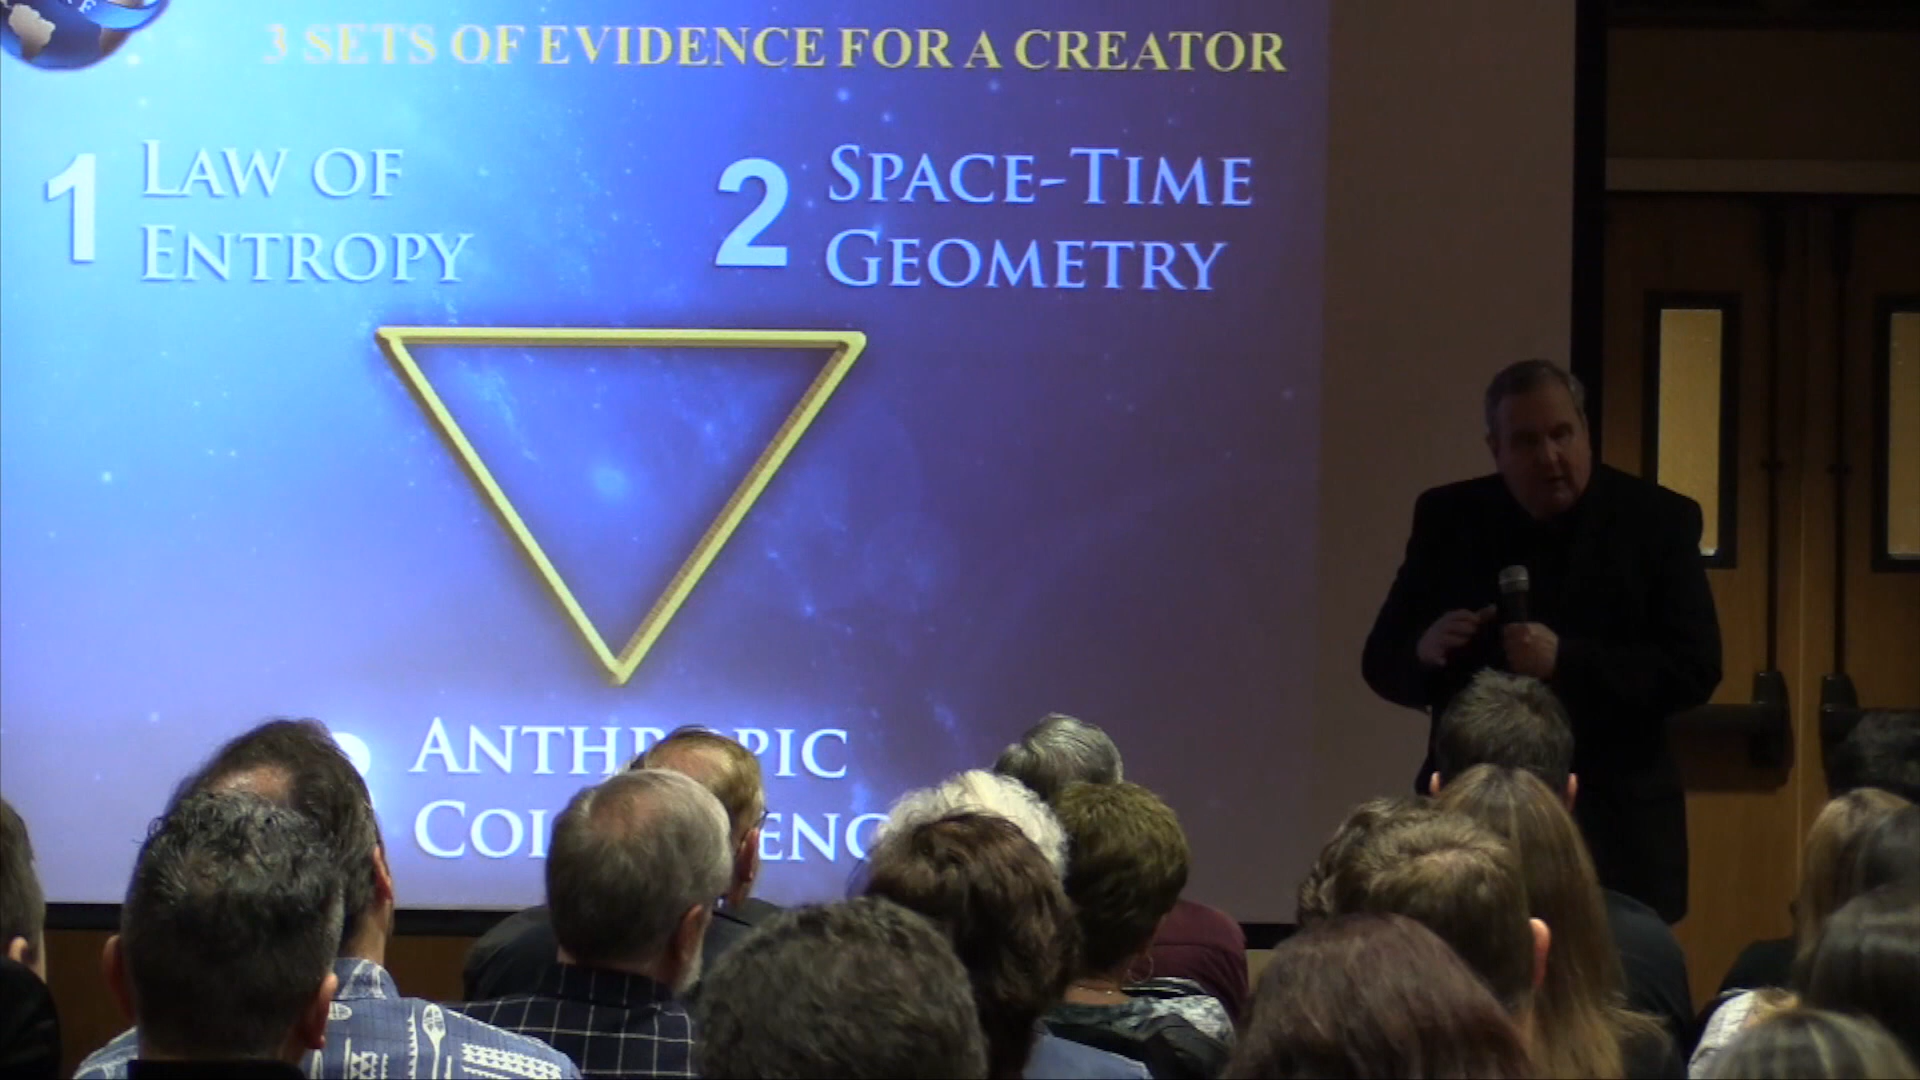 3 SETS OF EVIDENCE FOR A CREATOR
1 LAW OF
ENTROPY
2 SPACE-TIME
GEOMETRY